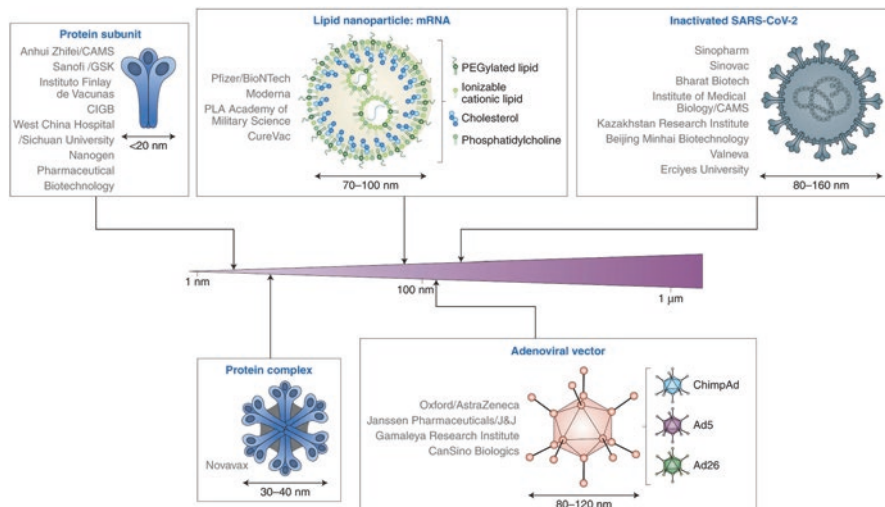 Protein subunit
Anhui Zhifei/CAMS
Sanofi /GSK
Instituto Finlay
de Vacunas
CIGB
West China Hospital
/Sichuan University
Nanogen
Pharmaceutical
Biotechnology
<20 nm
Lipid nanoparticle: mRNA
Pfizer/BioNTech
Moderna
PLA Academy of
Military Science
CureVac
PEGylated lipid
Ionizable
cationic lipid
Cholesterol
Phosphatidylcholine
70–100 nm
Inactivated SARS-CoV-2
Sinopharm
Sinovac
Bharat Biotech
Institute of Medical
Biology/CAMS
Kazakhstan Research Institute
Beijing Minhai Biotechnology
Valneva
Erciyes University
80–160 nm
1 nm
100 nm
1 μm
Protein complex
Novavax
30–40 nm
Adenoviral vector
Oxford/AstraZeneca
Janssen Pharmaceuticals/J&J
Gamaleya Research Institute
CanSino Biologics
80–120 nm
ChimpAd
Ad5
Ad26